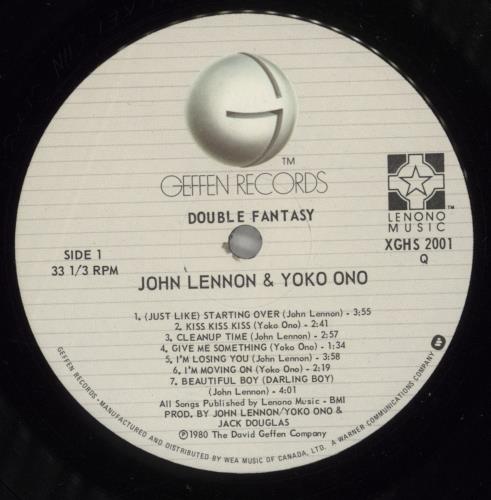 TM
GEFFEN RECORDS
DOUBLE FANTASY
LENONO
MUSIC TM
SIDE 1
33 1/3 RPM
XGHS 2001
Q
JOHN LENNON & YOKO ONO
1. (JUST LIKE) STARTING OVER (John Lennon) - 3:55
2. KISS KISS KISS (Yoko Ono) - 2:41
3. CLEANUP TIME (John Lennon) - 2:57
4. GIVE ME SOMETHING (Yoko Ono) - 1:34
5. I'M LOSING YOU (John Lennon) - 3:58
6. I'M MOVING ON (Yoko Ono) - 2:19
7. BEAUTIFUL BOY (DARLING BOY)
(John Lennon) - 4:01
All Songs Published by Lenono Music - BMI
PROD. BY JOHN LENNON/YOKO ONO &
JACK DOUGLAS
Ⓟ©1980 The David Geffen Company
GEFFEN RECORDS - MANUFACTURED AND DISTRIBUTED BY WEA MUSIC OF CANADA, LTD. A WARNER COMMUNICATIONS COMPANY